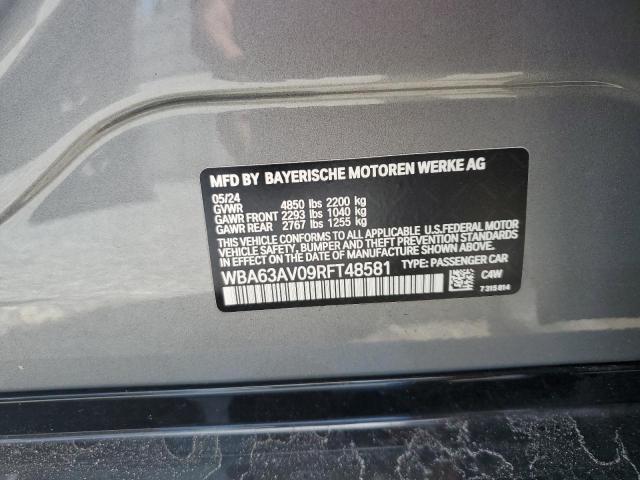 MFD BY BAYERISCHE MOTOREN WERKE AG
05/24
GVWR 4850 lbs 2200 kg
GAWR FRONT 2293 lbs 1040 kg
GAWR REAR 2767 lbs 1255 kg
THIS VEHICLE CONFORMS TO ALL APPLICABLE U.S.FEDERAL MOTOR
VEHICLE SAFETY, BUMPER, AND THEFT PREVENTION STANDARDS
IN EFFECT ON THE DATE OF MANUFACTURE SHOWN ABOVE.
WBA63AV09RFT48581 TYPE: PASSENGER CAR
C4W
7315814